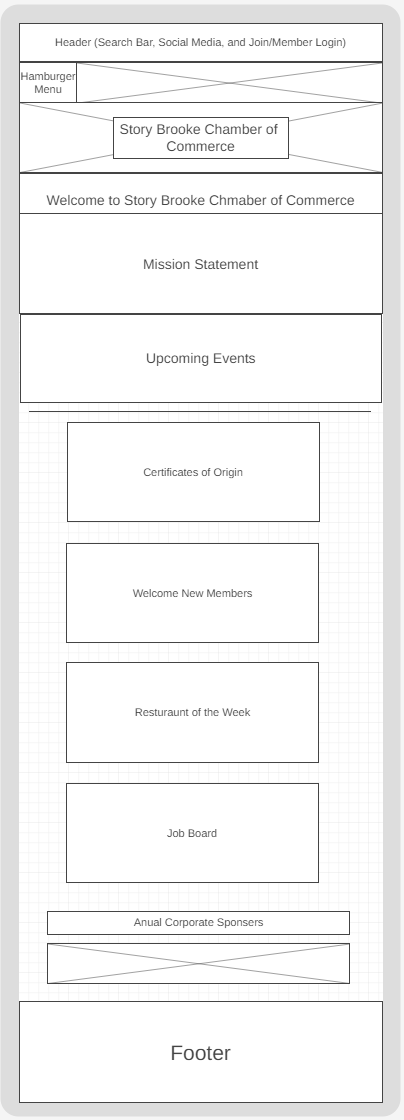 Header (Search Bar, Social Media, and Join/Member Login)
Hamburger
Menu
Story Brooke Chamber of
Commerce
Welcome to Story Brooke Chmaber of Commerce
Mission Statement
Upcoming Events
Certificates of Origin
Welcome New Members
Resturaunt of the Week
Job Board
Anual Corporate Sponsers
Footer